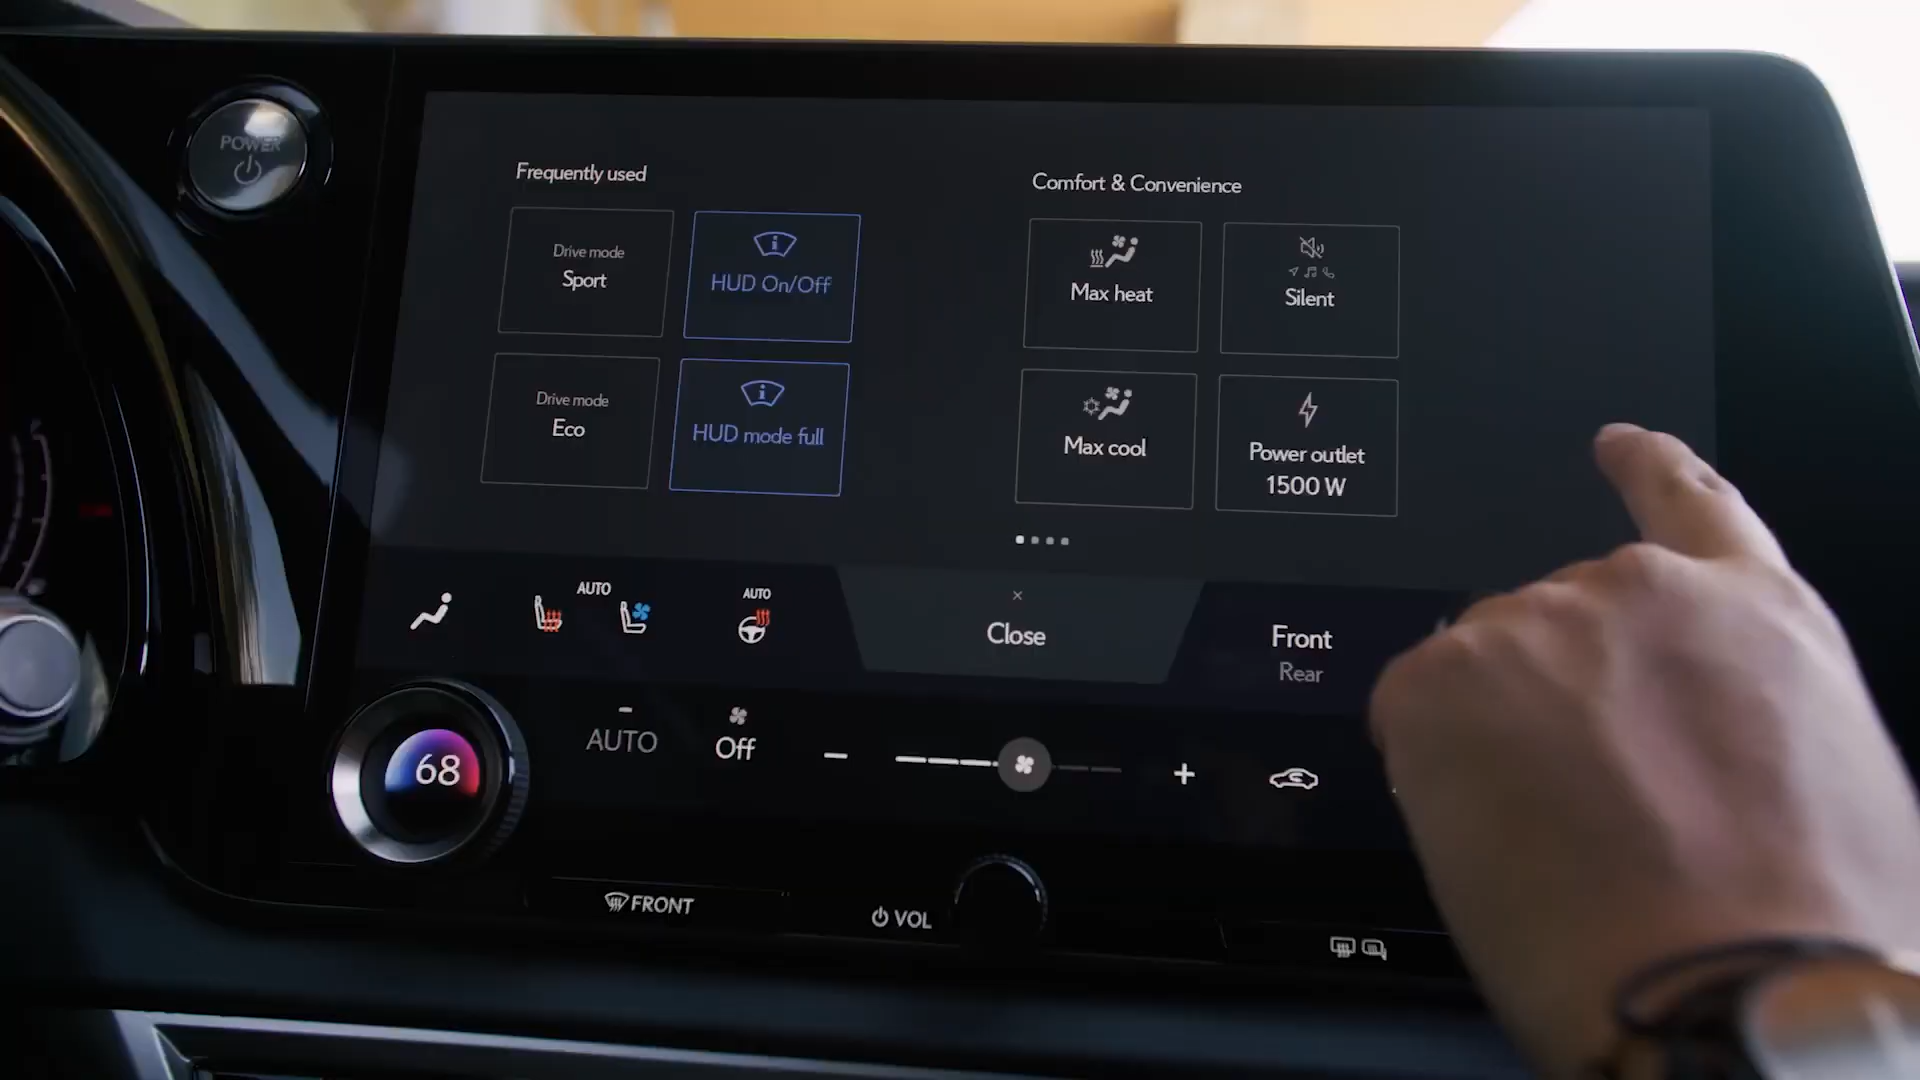 POWER
Frequently used
Comfort & Convenience
Drive mode
Sport
HUD On/Off
Max heat
Silent
Drive mode
Eco
HUD mode full
Max cool
Power outlet
1500 W
AUTO
AUTO
Close
Front
Rear
AUTO
Off
68
FRONT
VOL